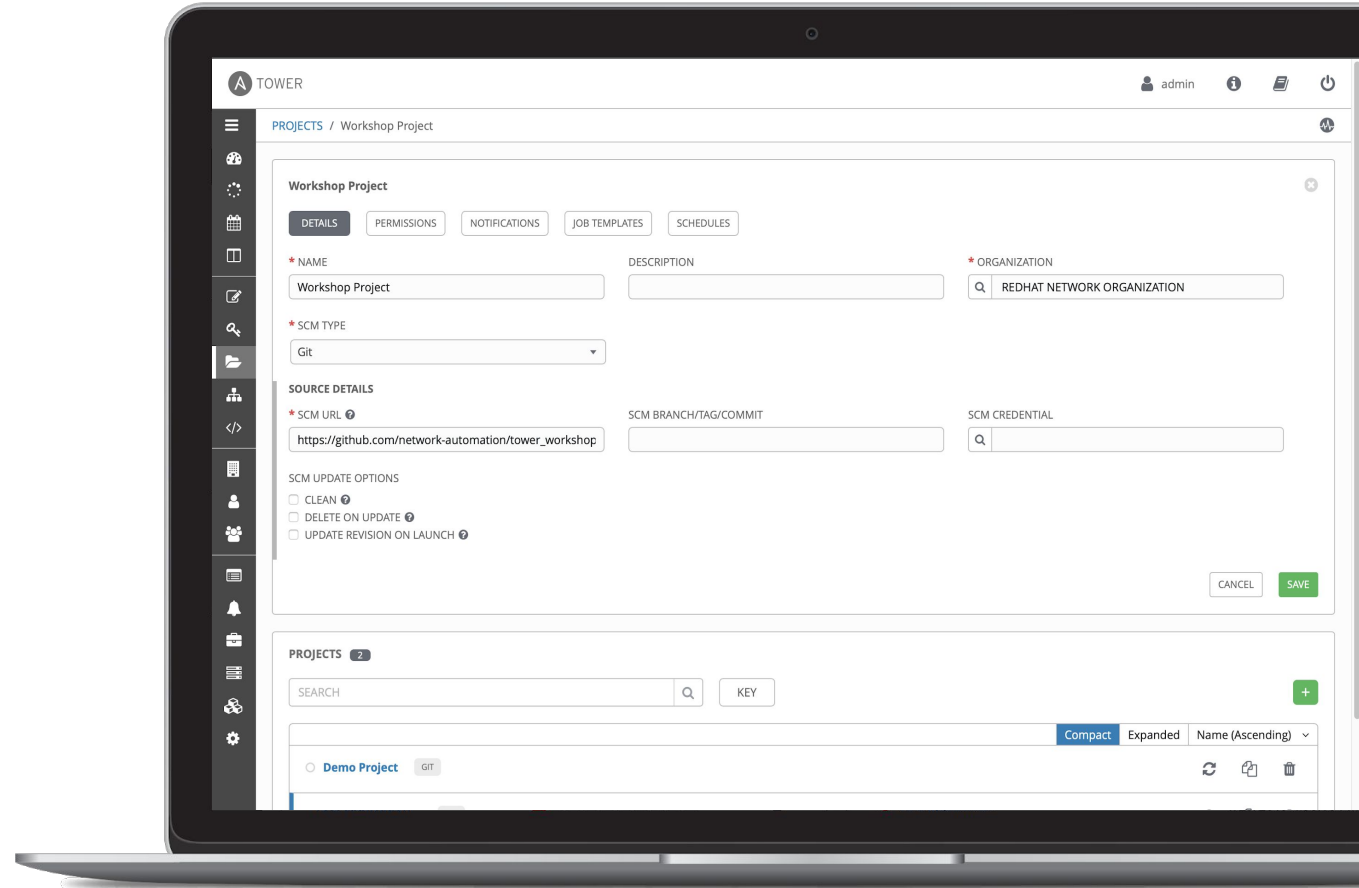 A TOWER admin
PROJECTS / Workshop Project
Workshop Project
DETAILS PERMISSIONS NOTIFICATIONS JOB TEMPLATES SCHEDULES
* NAME DESCRIPTION * ORGANIZATION
Workshop Project REDHAT NETWORK ORGANIZATION
* SCM TYPE
Git
SOURCE DETAILS
* SCM URL SCM BRANCH/TAG/COMMIT SCM CREDENTIAL
https://github.com/network-automation/tower_workshop
SCM UPDATE OPTIONS
CLEAN
DELETE ON UPDATE
UPDATE REVISION ON LAUNCH
CANCEL SAVE
PROJECTS 2
SEARCH KEY +
Compact Expanded Name (Ascending)
Demo Project GIT